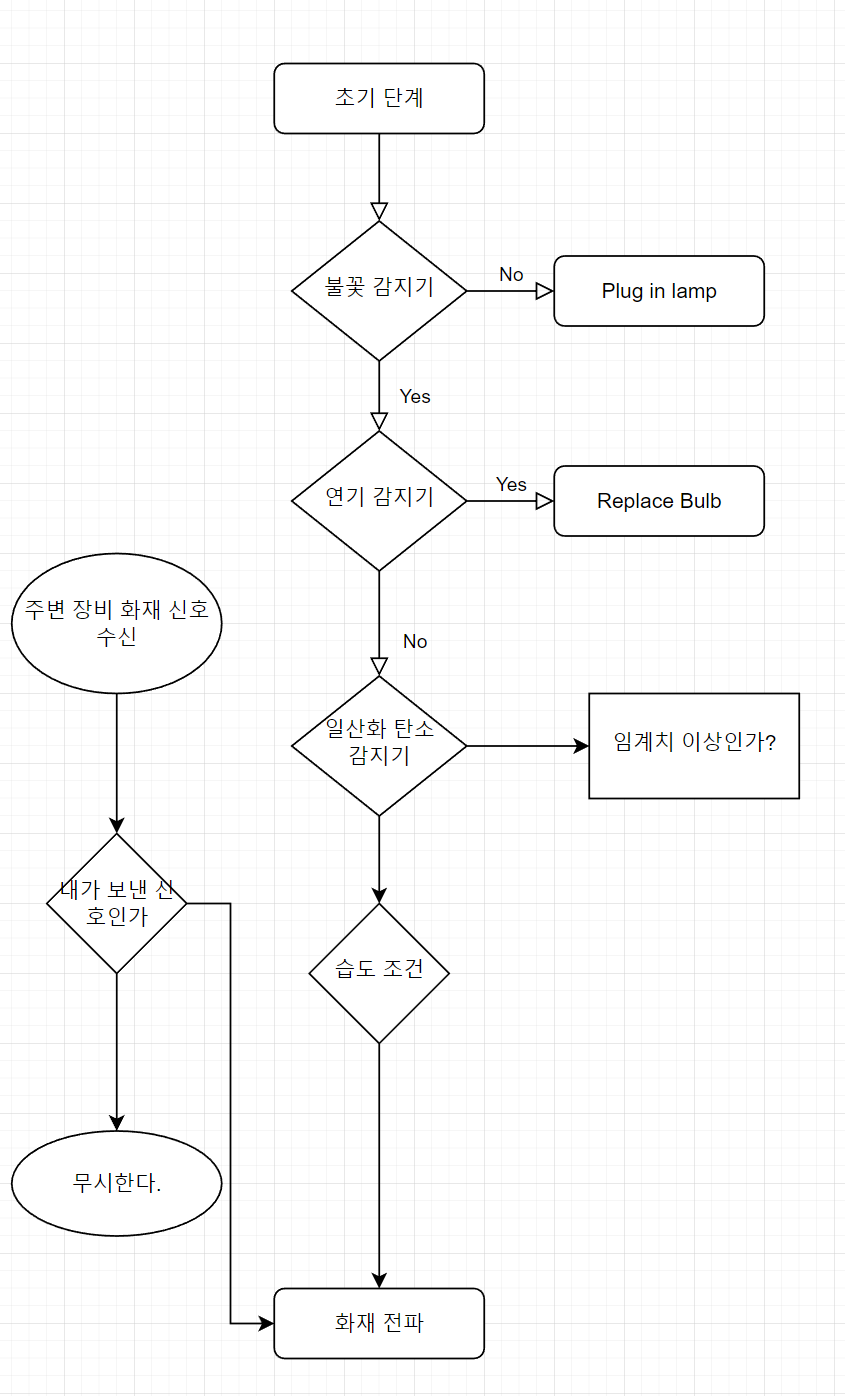 초기 단계
불꽃 감지기
No
Plug in lamp
Yes
연기 감지기
Yes
Replace Bulb
주변 장비 화재 신호
수신
No
일산화 탄소
감지기
임계치 이상인가?
내가 보낸 신
호인가
습도 조건
무시한다.
화재 전파